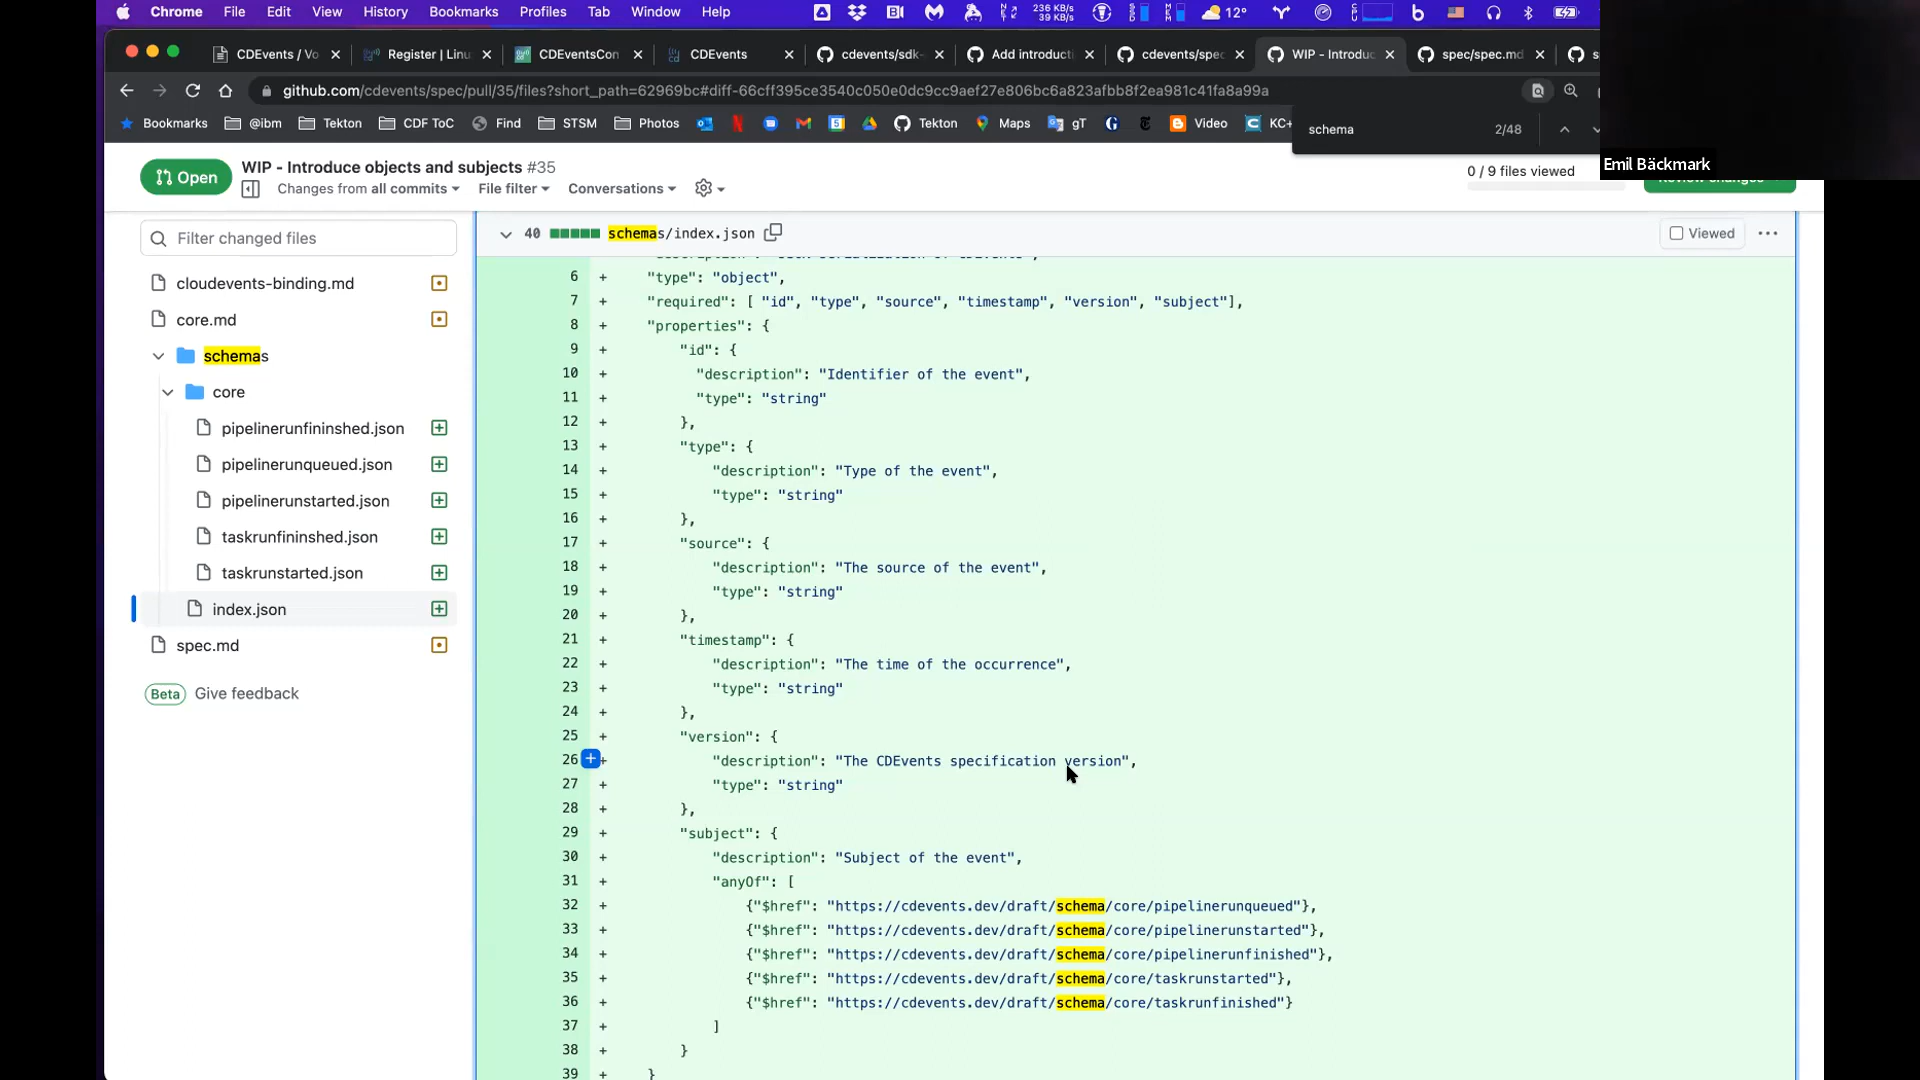 Chrome File Edit View History Bookmarks Profiles Tab Window Help 236 KB/s 39 KB/s 12°
CDEvents / Vo Register | Linu CDEventsCon CDEvents cdevents/sdk- Add introducti cdevents/spec WIP - Introduc spec/spec.md
github.com/cdevents/spec/pull/35/files?short_path=62969bc#diff-66cff395ce3540c050e0dc9cc9aef27e806bc6a823afbb8f2ea981c41fa8a99a
Bookmarks @ibm Tekton CDF ToC Find STSM Photos Tekton Maps gT Video KC+
schema 2/48
Emil Bäckmark
Open
WIP - Introduce objects and subjects #35
Changes from all commits File filter Conversations
0 / 9 files viewed
Review changes
Filter changed files
cloudevents-binding.md
core.md
schemas
core
pipelinerunfininshed.json
pipelinerunqueued.json
pipelinerunstarted.json
taskrunfininshed.json
taskrunstarted.json
index.json
spec.md
Beta Give feedback
40 schemas/index.json Viewed
6 + "type": "object",
7 + "required": [ "id", "type", "source", "timestamp", "version", "subject"],
8 + "properties": {
9 + "id": {
10 + "description": "Identifier of the event",
11 + "type": "string"
12 + },
13 + "type": {
14 + "description": "Type of the event",
15 + "type": "string"
16 + },
17 + "source": {
18 + "description": "The source of the event",
19 + "type": "string"
20 + },
21 + "timestamp": {
22 + "description": "The time of the occurrence",
23 + "type": "string"
24 + },
25 + "version": {
26 + "description": "The CDEvents specification version",
27 + "type": "string"
28 + },
29 + "subject": {
30 + "description": "Subject of the event",
31 + "anyOf": [
32 + {"$href": "https://cdevents.dev/draft/schema/core/pipelinerunqueued"},
33 + {"$href": "https://cdevents.dev/draft/schema/core/pipelinerunstarted"},
34 + {"$href": "https://cdevents.dev/draft/schema/core/pipelinerunfinished"},
35 + {"$href": "https://cdevents.dev/draft/schema/core/taskrunstarted"},
36 + {"$href": "https://cdevents.dev/draft/schema/core/taskrunfinished"}
37 + ]
38 + }
39 + }